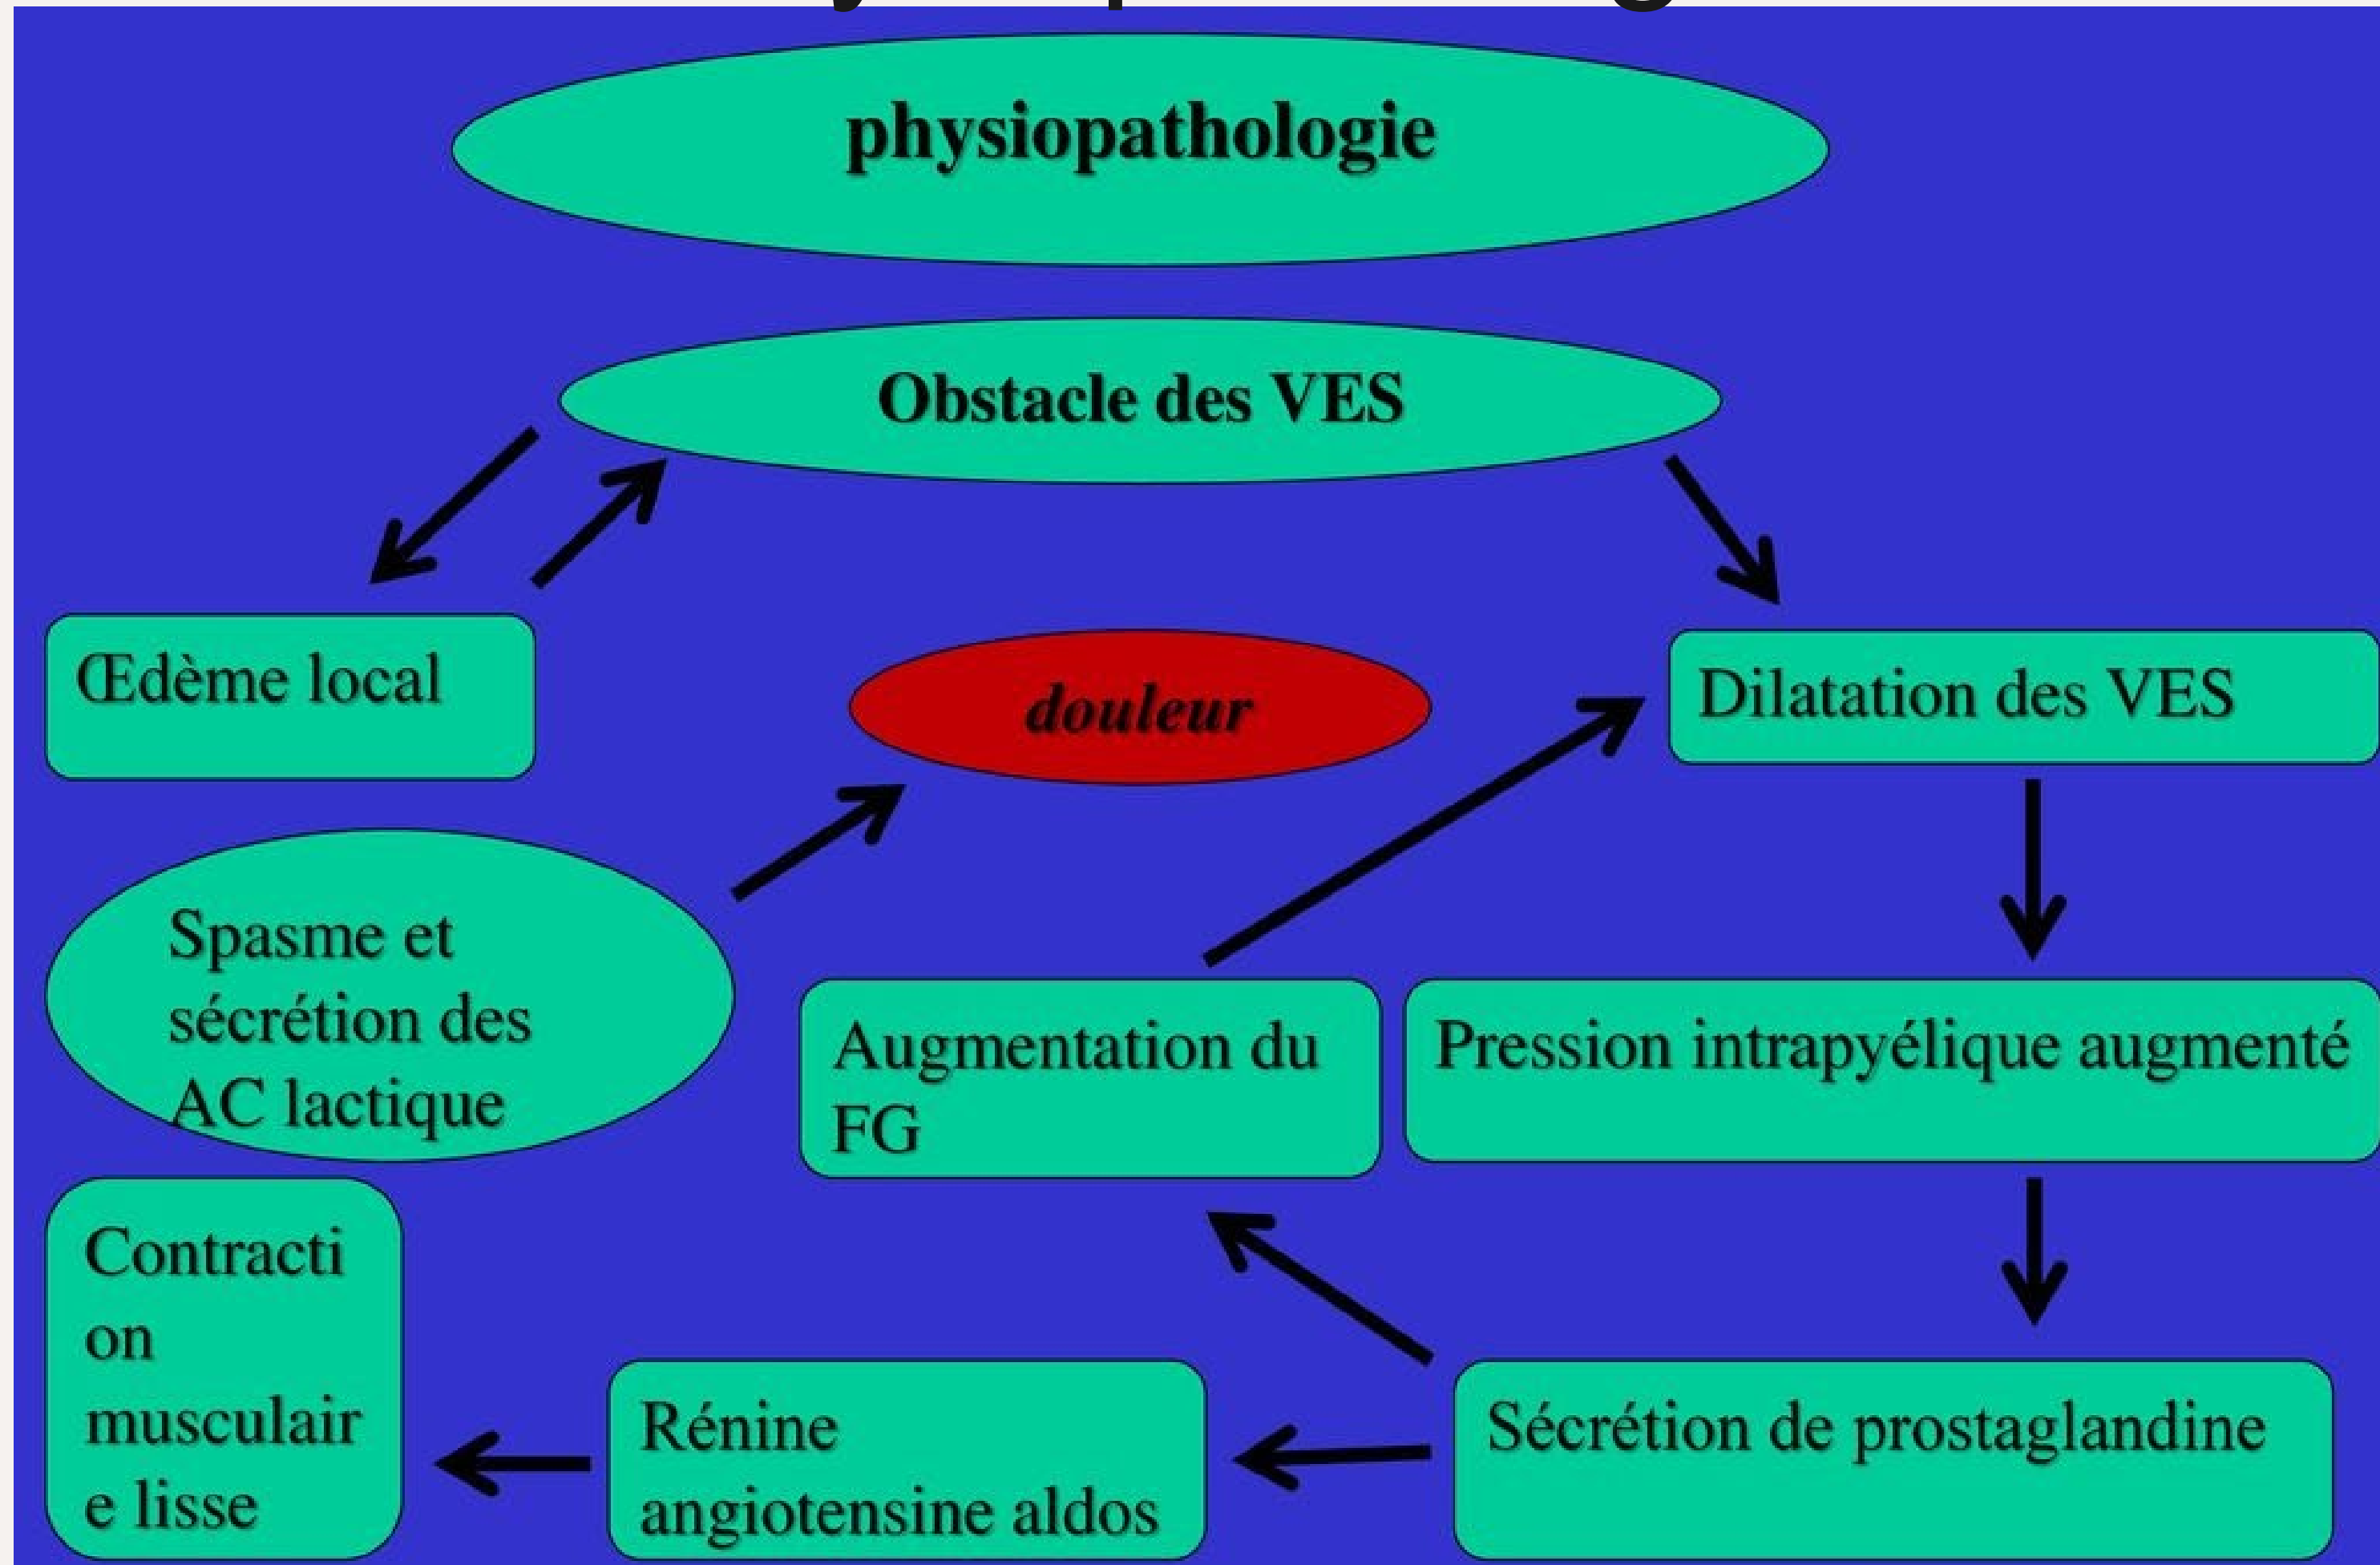 physiopathologie
Obstacle des VES
Œdème local
douleur
Dilatation des VES
Spasme et
sécrétion des
AC lactique
Augmentation du
FG
Pression intrapyélique augmenté
Contracti
on
musculair
e lisse
Rénine
angiotensine aldos
Sécrétion de prostaglandine